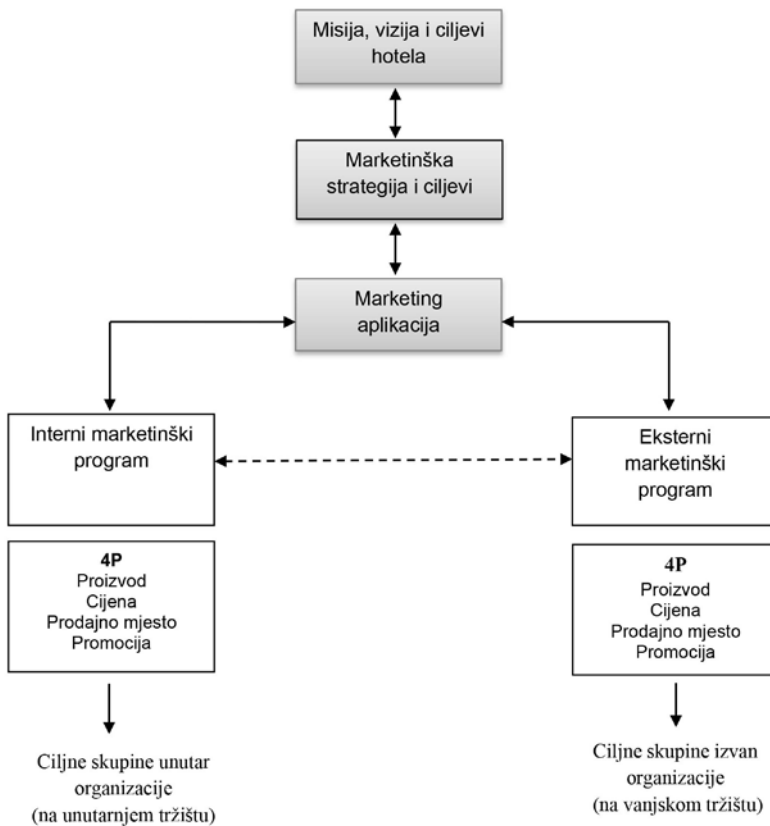 Misija, vizija i ciljevi
hotela
Marketinška
strategija i ciljevi
Marketing
aplikacija
Interni marketinški
program
Eksterni
marketinški
program
4P
Proizvod
Cijena
Prodajno mjesto
Promocija
4P
Proizvod
Cijena
Prodajno mjesto
Promocija
Ciljne skupine unutar
organizacije
(na unutarnjem tržištu)
Ciljne skupine izvan
organizacije
(na vanjskom tržištu)